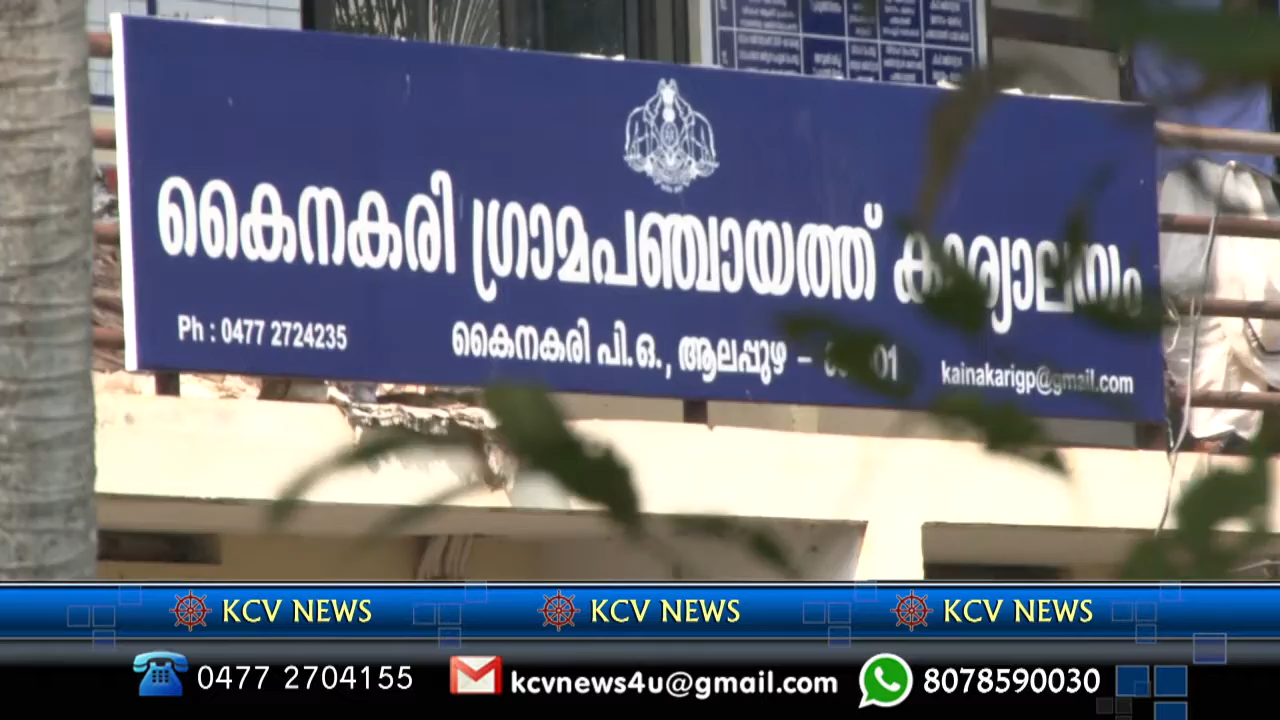 കൈനകരി ഗ്രാമപഞ്ചായത്ത് കാര്യാലയം
Ph : 0477 2724235
കൈനകരി പി.ഒ., ആലപ്പുഴ –
kainakarigp@gmail.com
KCV NEWS KCV NEWS KCV NEWS
0477 2704155 kcvnews4u@gmail.com 8078590030